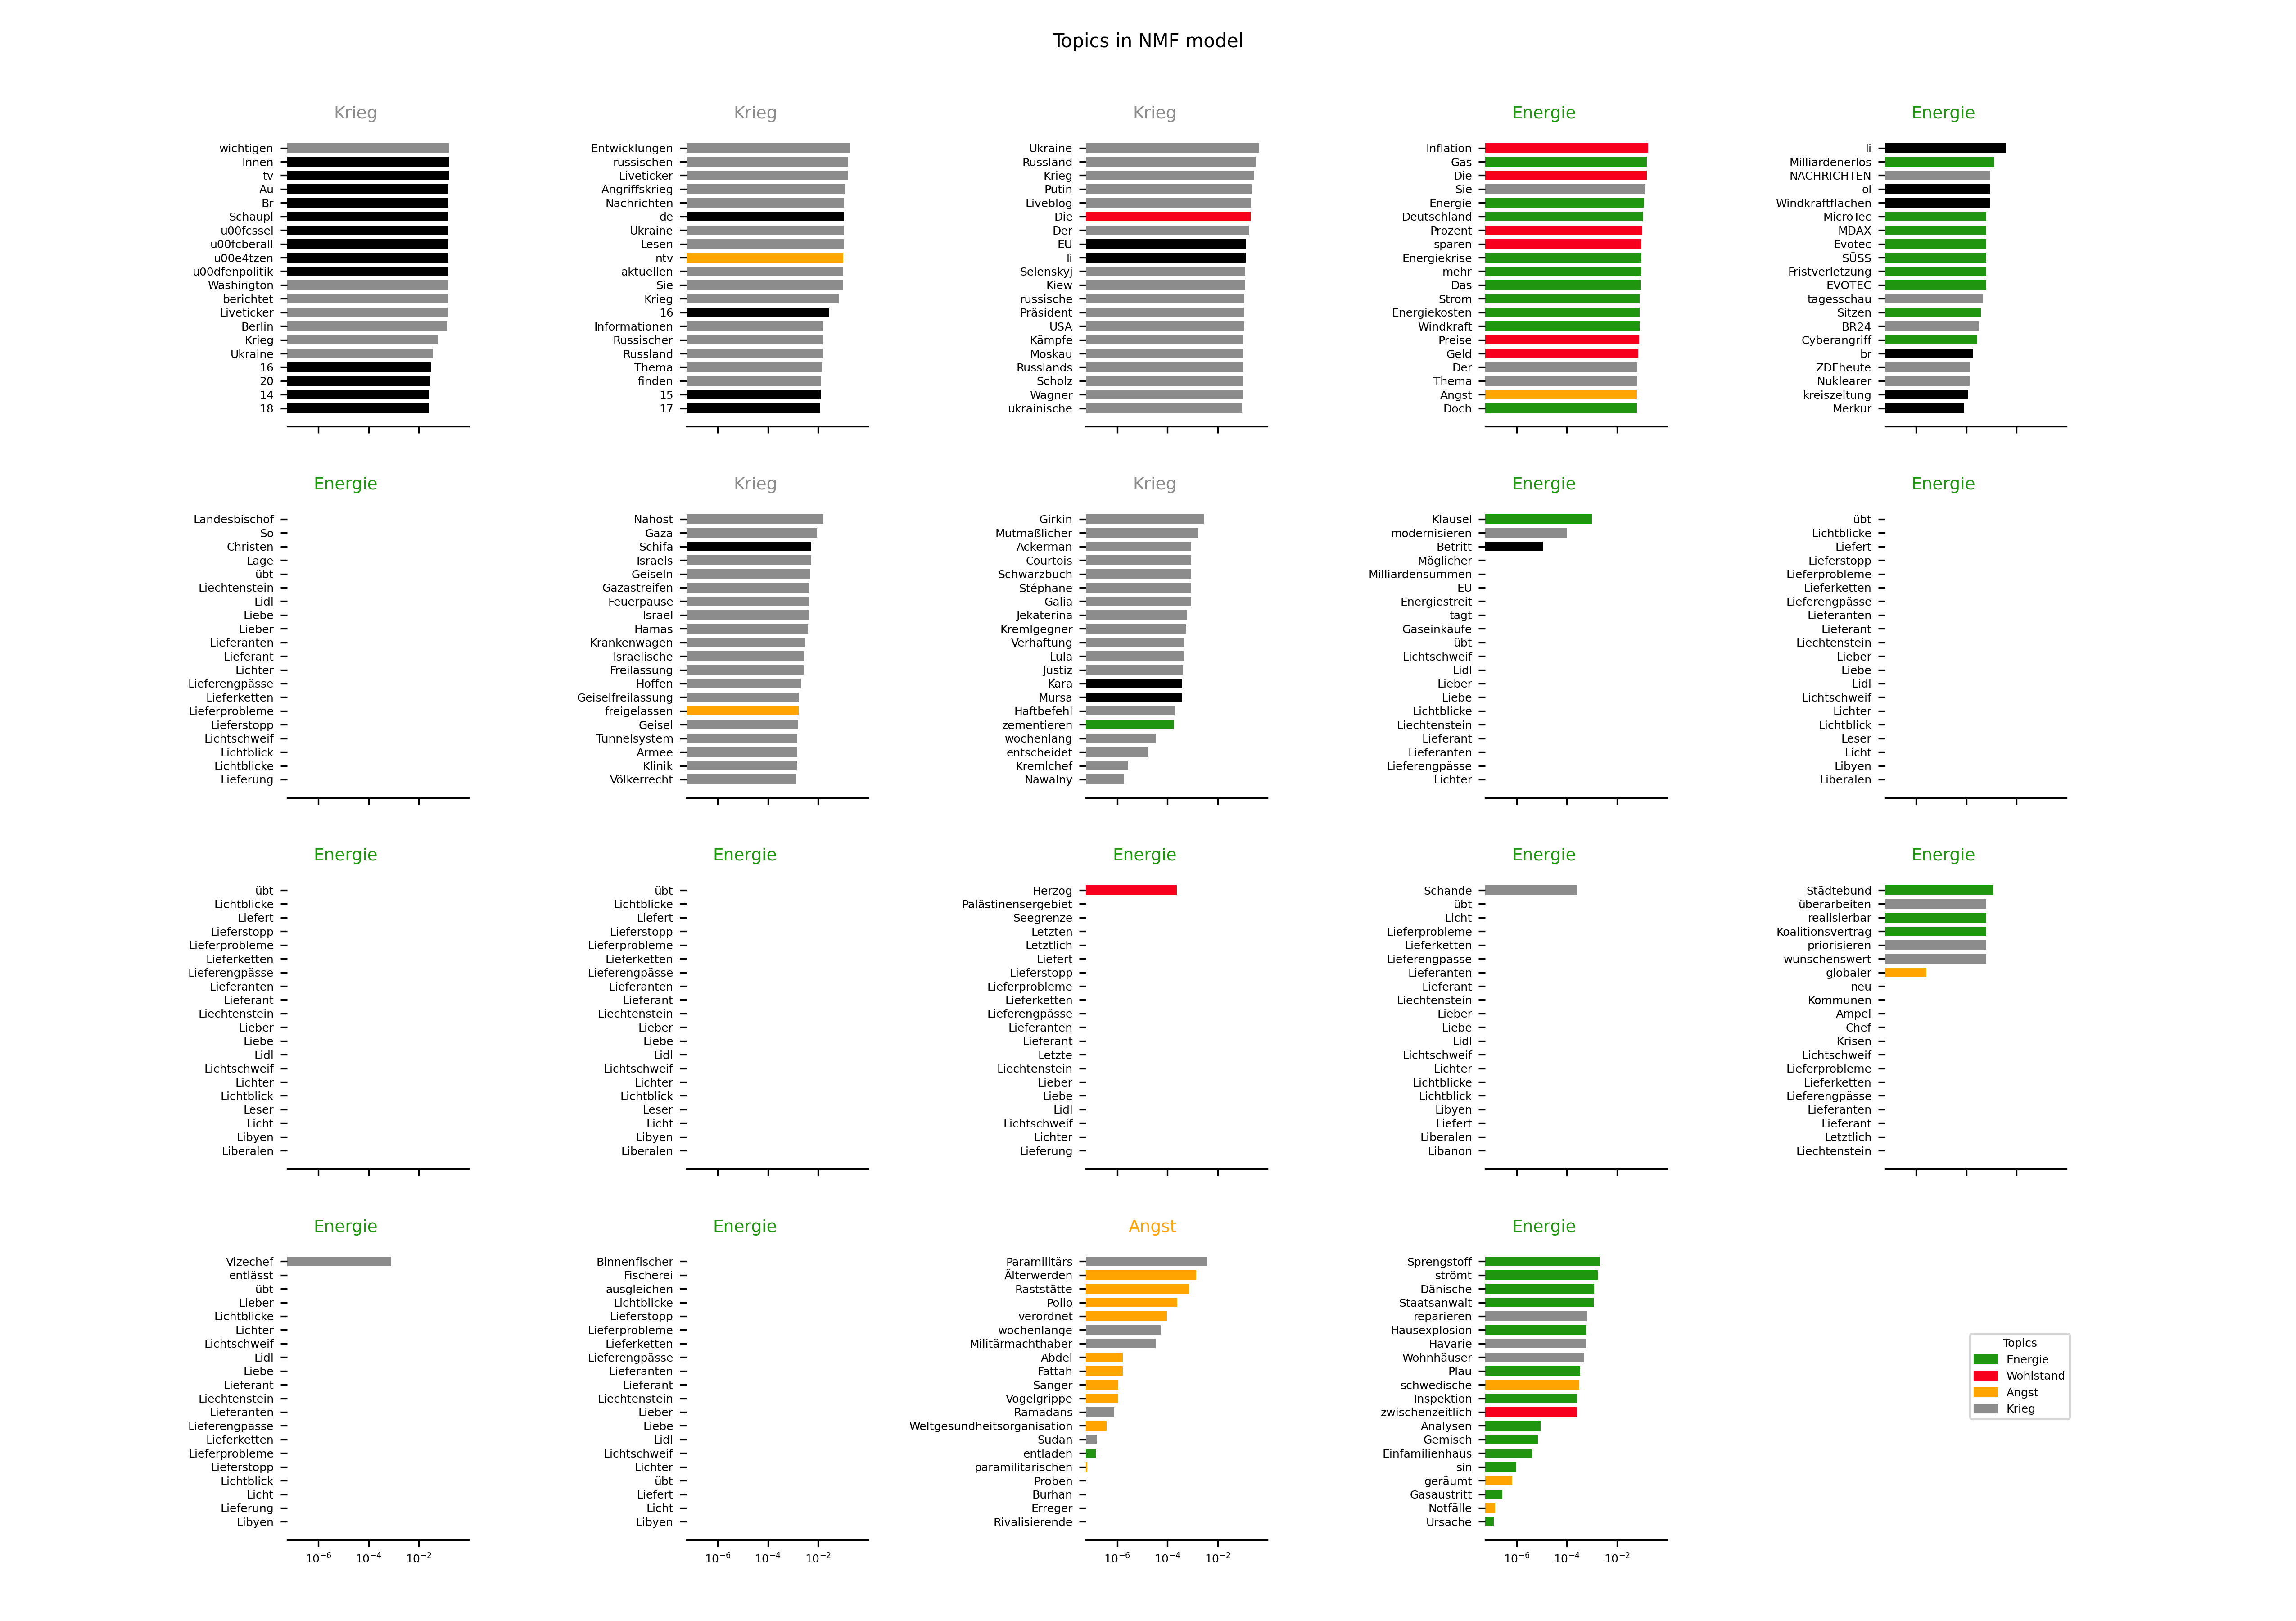 Topics in NMF model
Krieg
wichtigen
Innen
tv
Au
Br
Schaupl
u00fcssel
u00fcberall
u00e4tzen
u00dfenpolitik
Washington
berichtet
Liveticker
Berlin
Krieg
Ukraine
16
20
14
18
Krieg
Entwicklungen
russischen
Liveticker
Angriffskrieg
Nachrichten
de
Ukraine
Lesen
ntv
aktuellen
Sie
Krieg
16
Informationen
Russischer
Russland
Thema
finden
15
17
Krieg
Ukraine
Russland
Krieg
Putin
Liveblog
Die
Der
EU
li
Selenskyj
Kiew
russische
Präsident
USA
Kämpfe
Moskau
Russlands
Scholz
Wagner
ukrainische
Energie
Inflation
Gas
Die
Sie
Energie
Deutschland
Prozent
sparen
Energiekrise
mehr
Das
Strom
Energiekosten
Windkraft
Preise
Geld
Der
Thema
Angst
Doch
Energie
li
Milliardenerlös
NACHRICHTEN
ol
Windkraftflächen
MicroTec
MDAX
Evotec
SÜSS
Fristverletzung
EVOTEC
tagesschau
Sitzen
BR24
Cyberangriff
br
ZDFheute
Nuklearer
kreiszeitung
Merkur
Energie
Landesbischof
So
Christen
Lage
übt
Liechtenstein
Lidl
Liebe
Lieber
Lieferanten
Lieferant
Lichter
Lieferengpässe
Lieferketten
Lieferprobleme
Lieferstopp
Lichtschweif
Lichtblick
Lichtblicke
Lieferung
Krieg
Nahost
Gaza
Schifa
Israels
Geiseln
Gazastreifen
Feuerpause
Israel
Hamas
Krankenwagen
Israelische
Freilassung
Hoffen
Geiselfreilassung
freigelassen
Geisel
Tunnelsystem
Armee
Klinik
Völkerrecht
Krieg
Girkin
Mutmaßlicher
Ackerman
Courtois
Schwarzbuch
Stéphane
Galia
Jekaterina
Kremlgegner
Verhaftung
Lula
Justiz
Kara
Mursa
Haftbefehl
zementieren
wochenlang
entscheidet
Kremlchef
Nawalny
Energie
Klausel
modernisieren
Betritt
Möglicher
Milliardensummen
EU
Energiestreit
tagt
Gaseinkäufe
übt
Lichtschweif
Lidl
Lieber
Liebe
Lichtblicke
Liechtenstein
Lieferant
Lieferanten
Lieferengpässe
Lichter
Energie
übt
Lichtblicke
Liefert
Lieferstopp
Lieferprobleme
Lieferketten
Lieferengpässe
Lieferanten
Lieferant
Liechtenstein
Lieber
Liebe
Lidl
Lichtschweif
Lichter
Lichtblick
Leser
Licht
Libyen
Liberalen
Energie
übt
Lichtblicke
Liefert
Lieferstopp
Lieferprobleme
Lieferketten
Lieferengpässe
Lieferanten
Lieferant
Liechtenstein
Lieber
Liebe
Lidl
Lichtschweif
Lichter
Lichtblick
Leser
Licht
Libyen
Liberalen
Energie
übt
Lichtblicke
Liefert
Lieferstopp
Lieferprobleme
Lieferketten
Lieferengpässe
Lieferanten
Lieferant
Liechtenstein
Lieber
Liebe
Lidl
Lichtschweif
Lichter
Lichtblick
Leser
Licht
Libyen
Liberalen
Energie
Herzog
Palästinensergebiet
Seegrenze
Letzten
Letztlich
Liefert
Lieferstopp
Lieferprobleme
Lieferketten
Lieferengpässe
Lieferanten
Lieferant
Letzte
Liechtenstein
Lieber
Liebe
Lidl
Lichtschweif
Lichter
Lieferung
Energie
Schande
übt
Licht
Lieferprobleme
Lieferketten
Lieferengpässe
Lieferanten
Lieferant
Liechtenstein
Lieber
Liebe
Lidl
Lichtschweif
Lichter
Lichtblicke
Lichtblick
Libyen
Liefert
Liberalen
Libanon
Energie
Städtebund
überarbeiten
realisierbar
Koalitionsvertrag
priorisieren
wünschenswert
globaler
neu
Kommunen
Ampel
Chef
Krisen
Lichtschweif
Lieferprobleme
Lieferketten
Lieferengpässe
Lieferanten
Lieferant
Letztlich
Liechtenstein
Energie
Vizechef
entlässt
übt
Lieber
Lichtblicke
Lichter
Lichtschweif
Lidl
Liebe
Lieferant
Liechtenstein
Lieferanten
Lieferengpässe
Lieferketten
Lieferprobleme
Lieferstopp
Lichtblick
Licht
Lieferung
Libyen
10⁻⁶ 10⁻⁴ 10⁻²
Energie
Binnenfischer
Fischerei
ausgleichen
Lichtblicke
Lieferstopp
Lieferprobleme
Lieferketten
Lieferengpässe
Lieferanten
Lieferant
Liechtenstein
Lieber
Liebe
Lidl
Lichtschweif
Lichter
übt
Liefert
Licht
Libyen
10⁻⁶ 10⁻⁴ 10⁻²
Angst
Paramilitärs
Älterwerden
Raststätte
Polio
verordnet
wochenlange
Militärmachthaber
Abdel
Fattah
Sänger
Vogelgrippe
Ramadans
Weltgesundheitsorganisation
Sudan
entladen
paramilitärischen
Proben
Burhan
Erreger
Rivalisierende
10⁻⁶ 10⁻⁴ 10⁻²
Energie
Sprengstoff
strömt
Dänische
Staatsanwalt
reparieren
Hausexplosion
Havarie
Wohnhäuser
Plau
schwedische
Inspektion
zwischenzeitlich
Analysen
Gemisch
Einfamilienhaus
sin
geräumt
Gasaustritt
Notfälle
Ursache
10⁻⁶ 10⁻⁴ 10⁻²
Topics
Energie
Wohlstand
Angst
Krieg